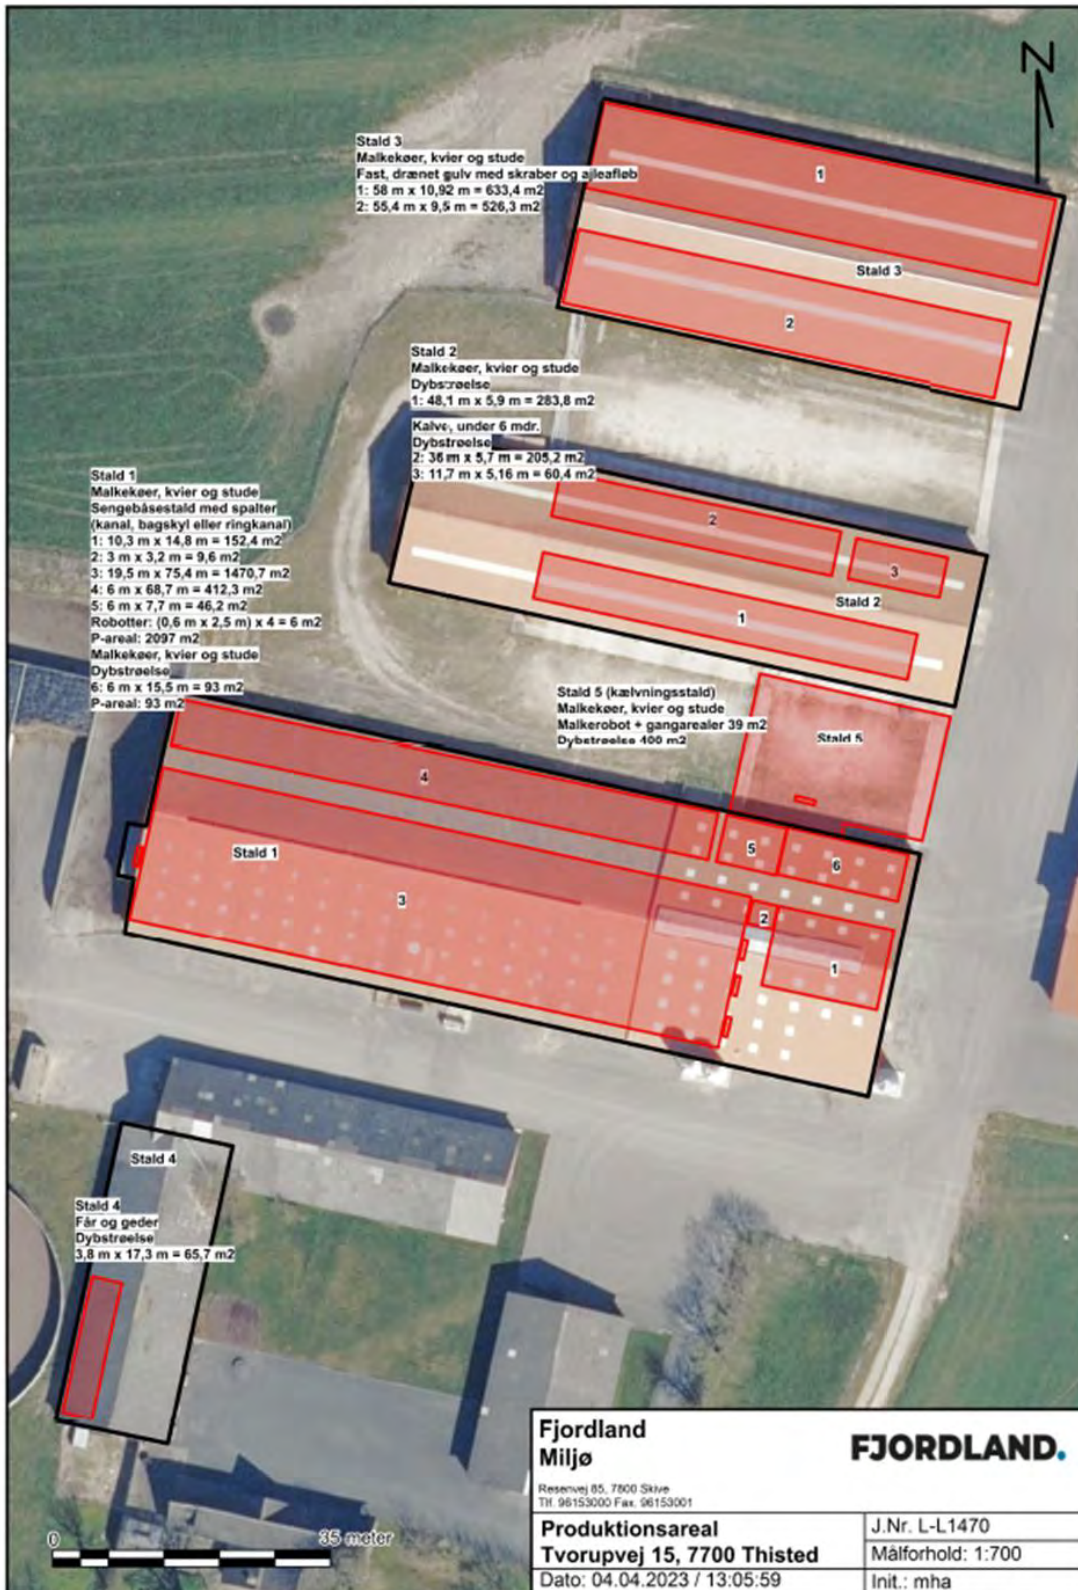 N
Stald 3
Malkekøer, kvier og stude
Fast, drænet gulv med skraber og ajleafløb
1: 58 m x 10,92 m = 633,4 m2
2: 55,4 m x 9,5 m = 526,3 m2
1
Stald 3
2
Stald 2
Malkekøer, kvier og stude
Dybstrøelse
1: 48,1 m x 5,9 m = 283,8 m2
Kalve, under 6 mdr.
Dybstrøelse
2: 36 m x 5,7 m = 205,2 m2
3: 11,7 m x 5,16 m = 60,4 m2
2
3
Stald 2
1
Stald 1
Malkekøer, kvier og stude
Sengebåsestald med spalter
(kanal, bagskyl eller ringkanal)
1: 10,3 m x 14,8 m = 152,4 m2
2: 3 m x 3,2 m = 9,6 m2
3: 19,5 m x 75,4 m = 1470,7 m2
4: 6 m x 68,7 m = 412,3 m2
5: 6 m x 7,7 m = 46,2 m2
Robotter: (0,6 m x 2,5 m) x 4 = 6 m2
P-areal: 2097 m2
Malkekøer, kvier og stude
Dybstrøelse
6: 6 m x 15,5 m = 93 m2
P-areal: 93 m2
Stald 5 (kælvningsstald)
Malkekøer, kvier og stude
Malkerobot + gangarealer 39 m2
Dybstrøelse 400 m2
Stald 5
4
5
6
Stald 1
3
2
1
Stald 4
Stald 4
Får og geder
Dybstrøelse
3,8 m x 17,3 m = 65,7 m2
0 35 meter
Fjordland
Miljø
FJORDLAND.
Resenvej 85, 7800 Skive
Tlf. 96153000 Fax. 96153001
Produktionsareal
Tvorupvej 15, 7700 Thisted
J.Nr. L-L1470
Målforhold: 1:700
Dato: 04.04.2023 / 13:05:59
Init.: mha